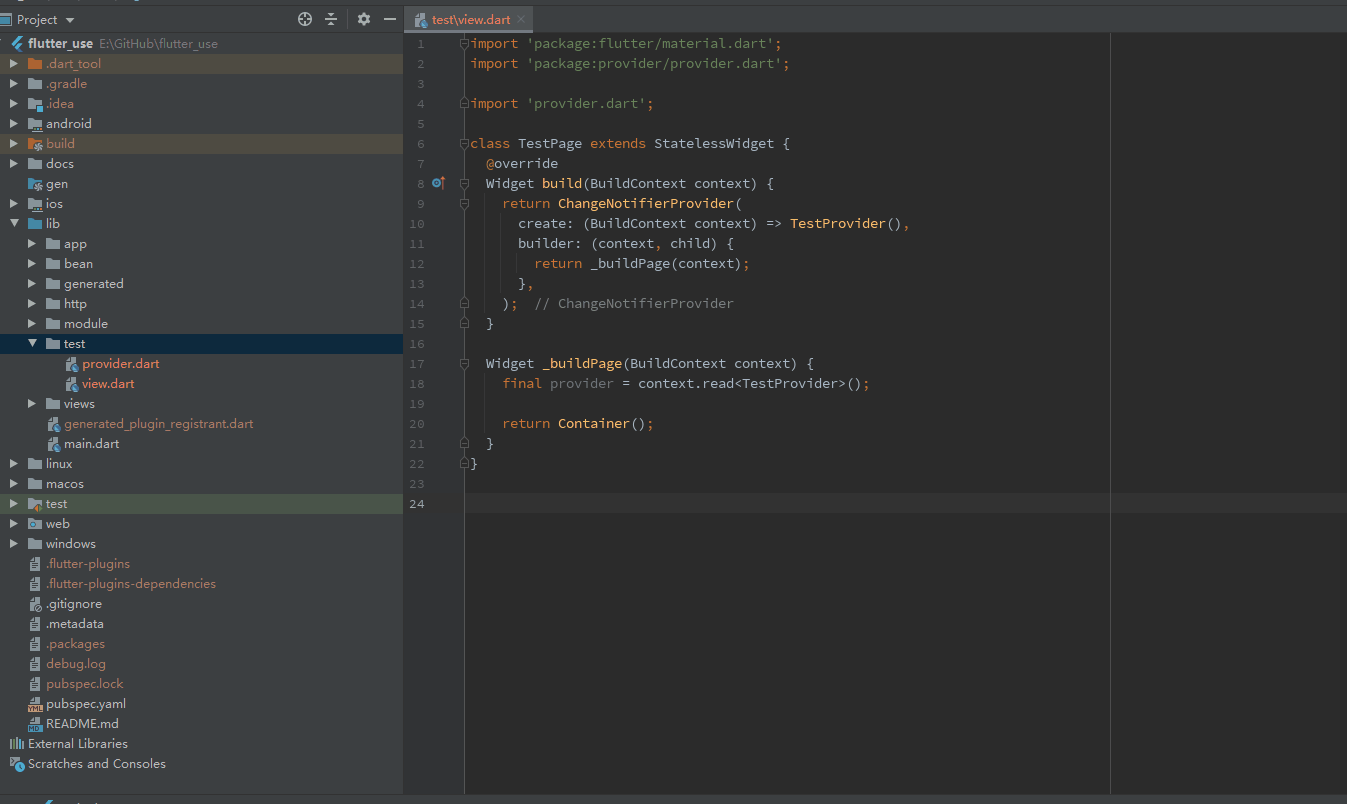 Project
flutter_use E:\GitHub\flutter_use
.dart_tool
.gradle
.idea
android
build
docs
gen
ios
lib
app
bean
generated
http
module
test
provider.dart
view.dart
views
generated_plugin_registrant.dart
main.dart
linux
macos
test
web
windows
.flutter-plugins
.flutter-plugins-dependencies
.gitignore
.metadata
.packages
debug.log
pubspec.lock
pubspec.yaml
README.md
External Libraries
Scratches and Consoles
test\view.dart
1 import 'package:flutter/material.dart';
2 import 'package:provider/provider.dart';
3
4 import 'provider.dart';
5
6 class TestPage extends StatelessWidget {
7 @override
8 Widget build(BuildContext context) {
9 return ChangeNotifierProvider(
10 create: (BuildContext context) => TestProvider(),
11 builder: (context, child) {
12 return _buildPage(context);
13 },
14 ); // ChangeNotifierProvider
15 }
16
17 Widget _buildPage(BuildContext context) {
18 final provider = context.read<TestProvider>();
19
20 return Container();
21 }
22 }
23
24